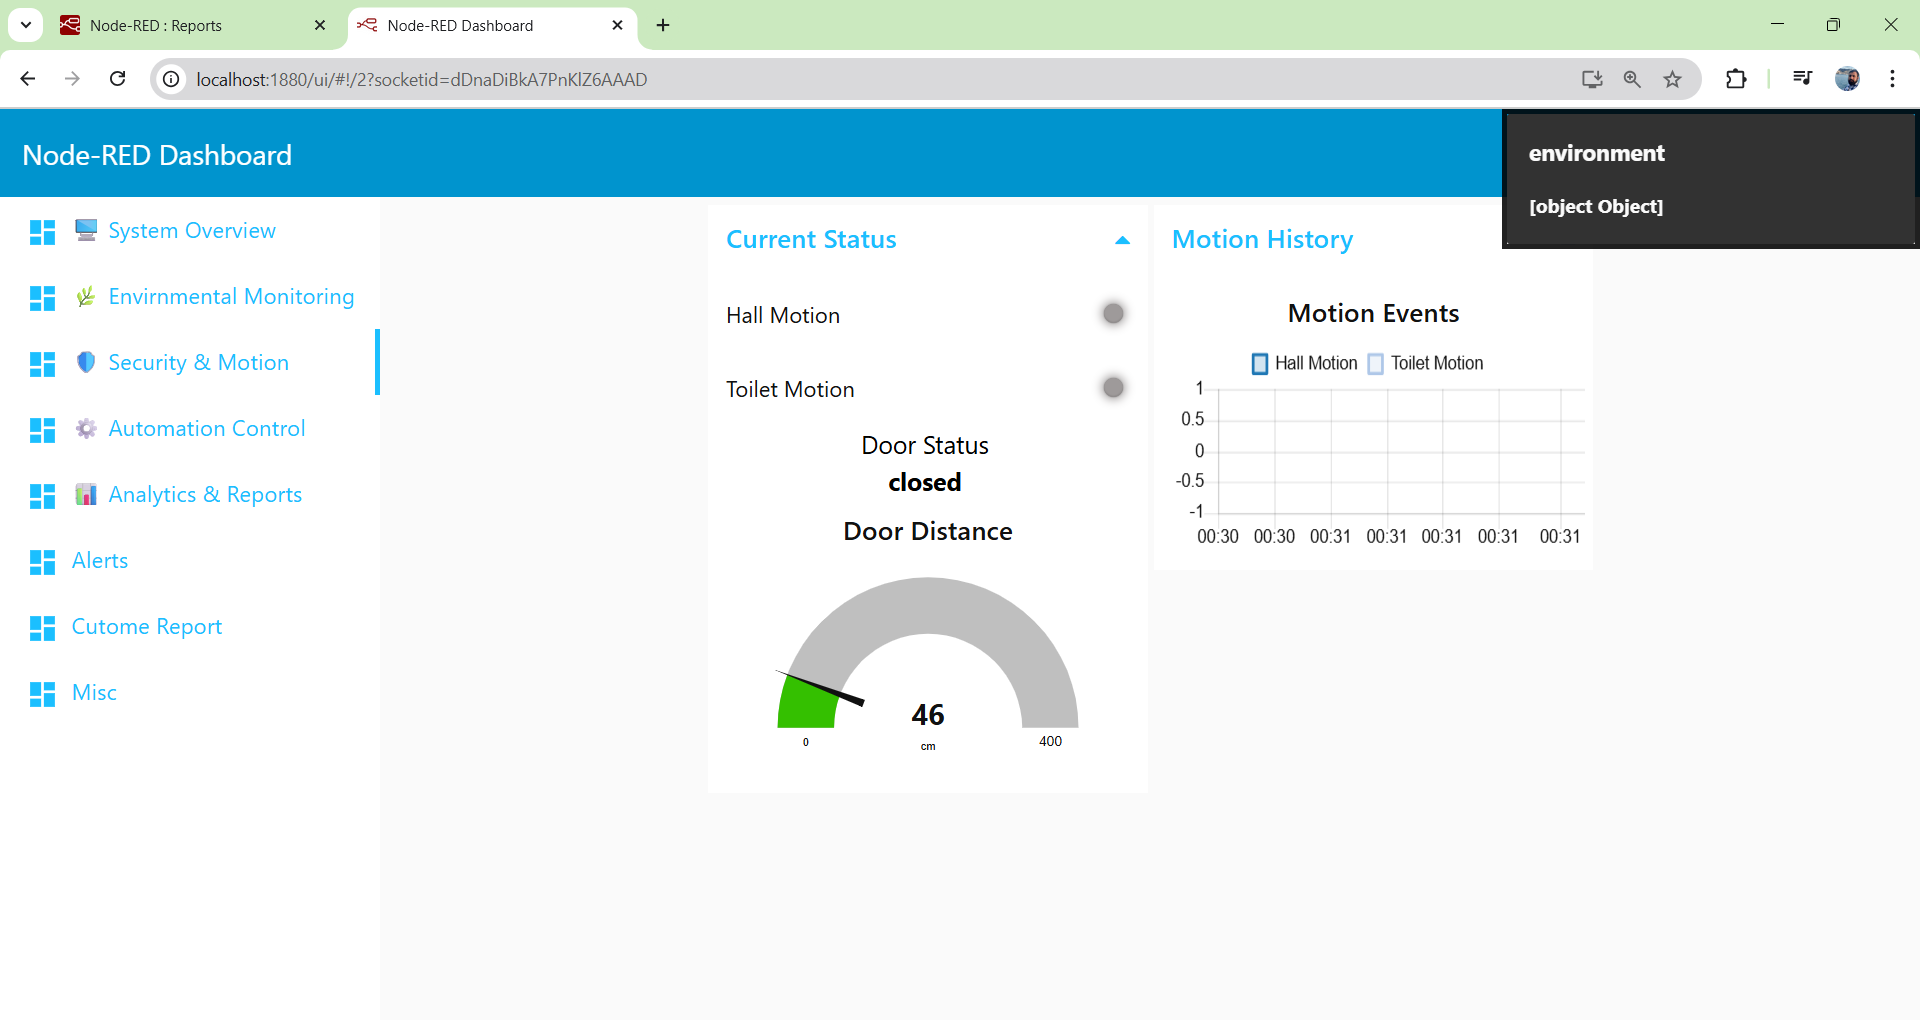 Node-RED : Reports
Node-RED Dashboard
localhost:1880/ui/#!/2?socketid=dDnaDiBkA7PnKlZ6AAAD
Node-RED Dashboard
environment
[object Object]
System Overview
Envirnmental Monitoring
Security & Motion
Automation Control
Analytics & Reports
Alerts
Cutome Report
Misc
Current Status
Hall Motion
Toilet Motion
Door Status
closed
Door Distance
46
cm
0
400
Motion History
Motion Events
Hall Motion Toilet Motion
1
0.5
0
-0.5
-1
00:30 00:30 00:31 00:31 00:31 00:31 00:31